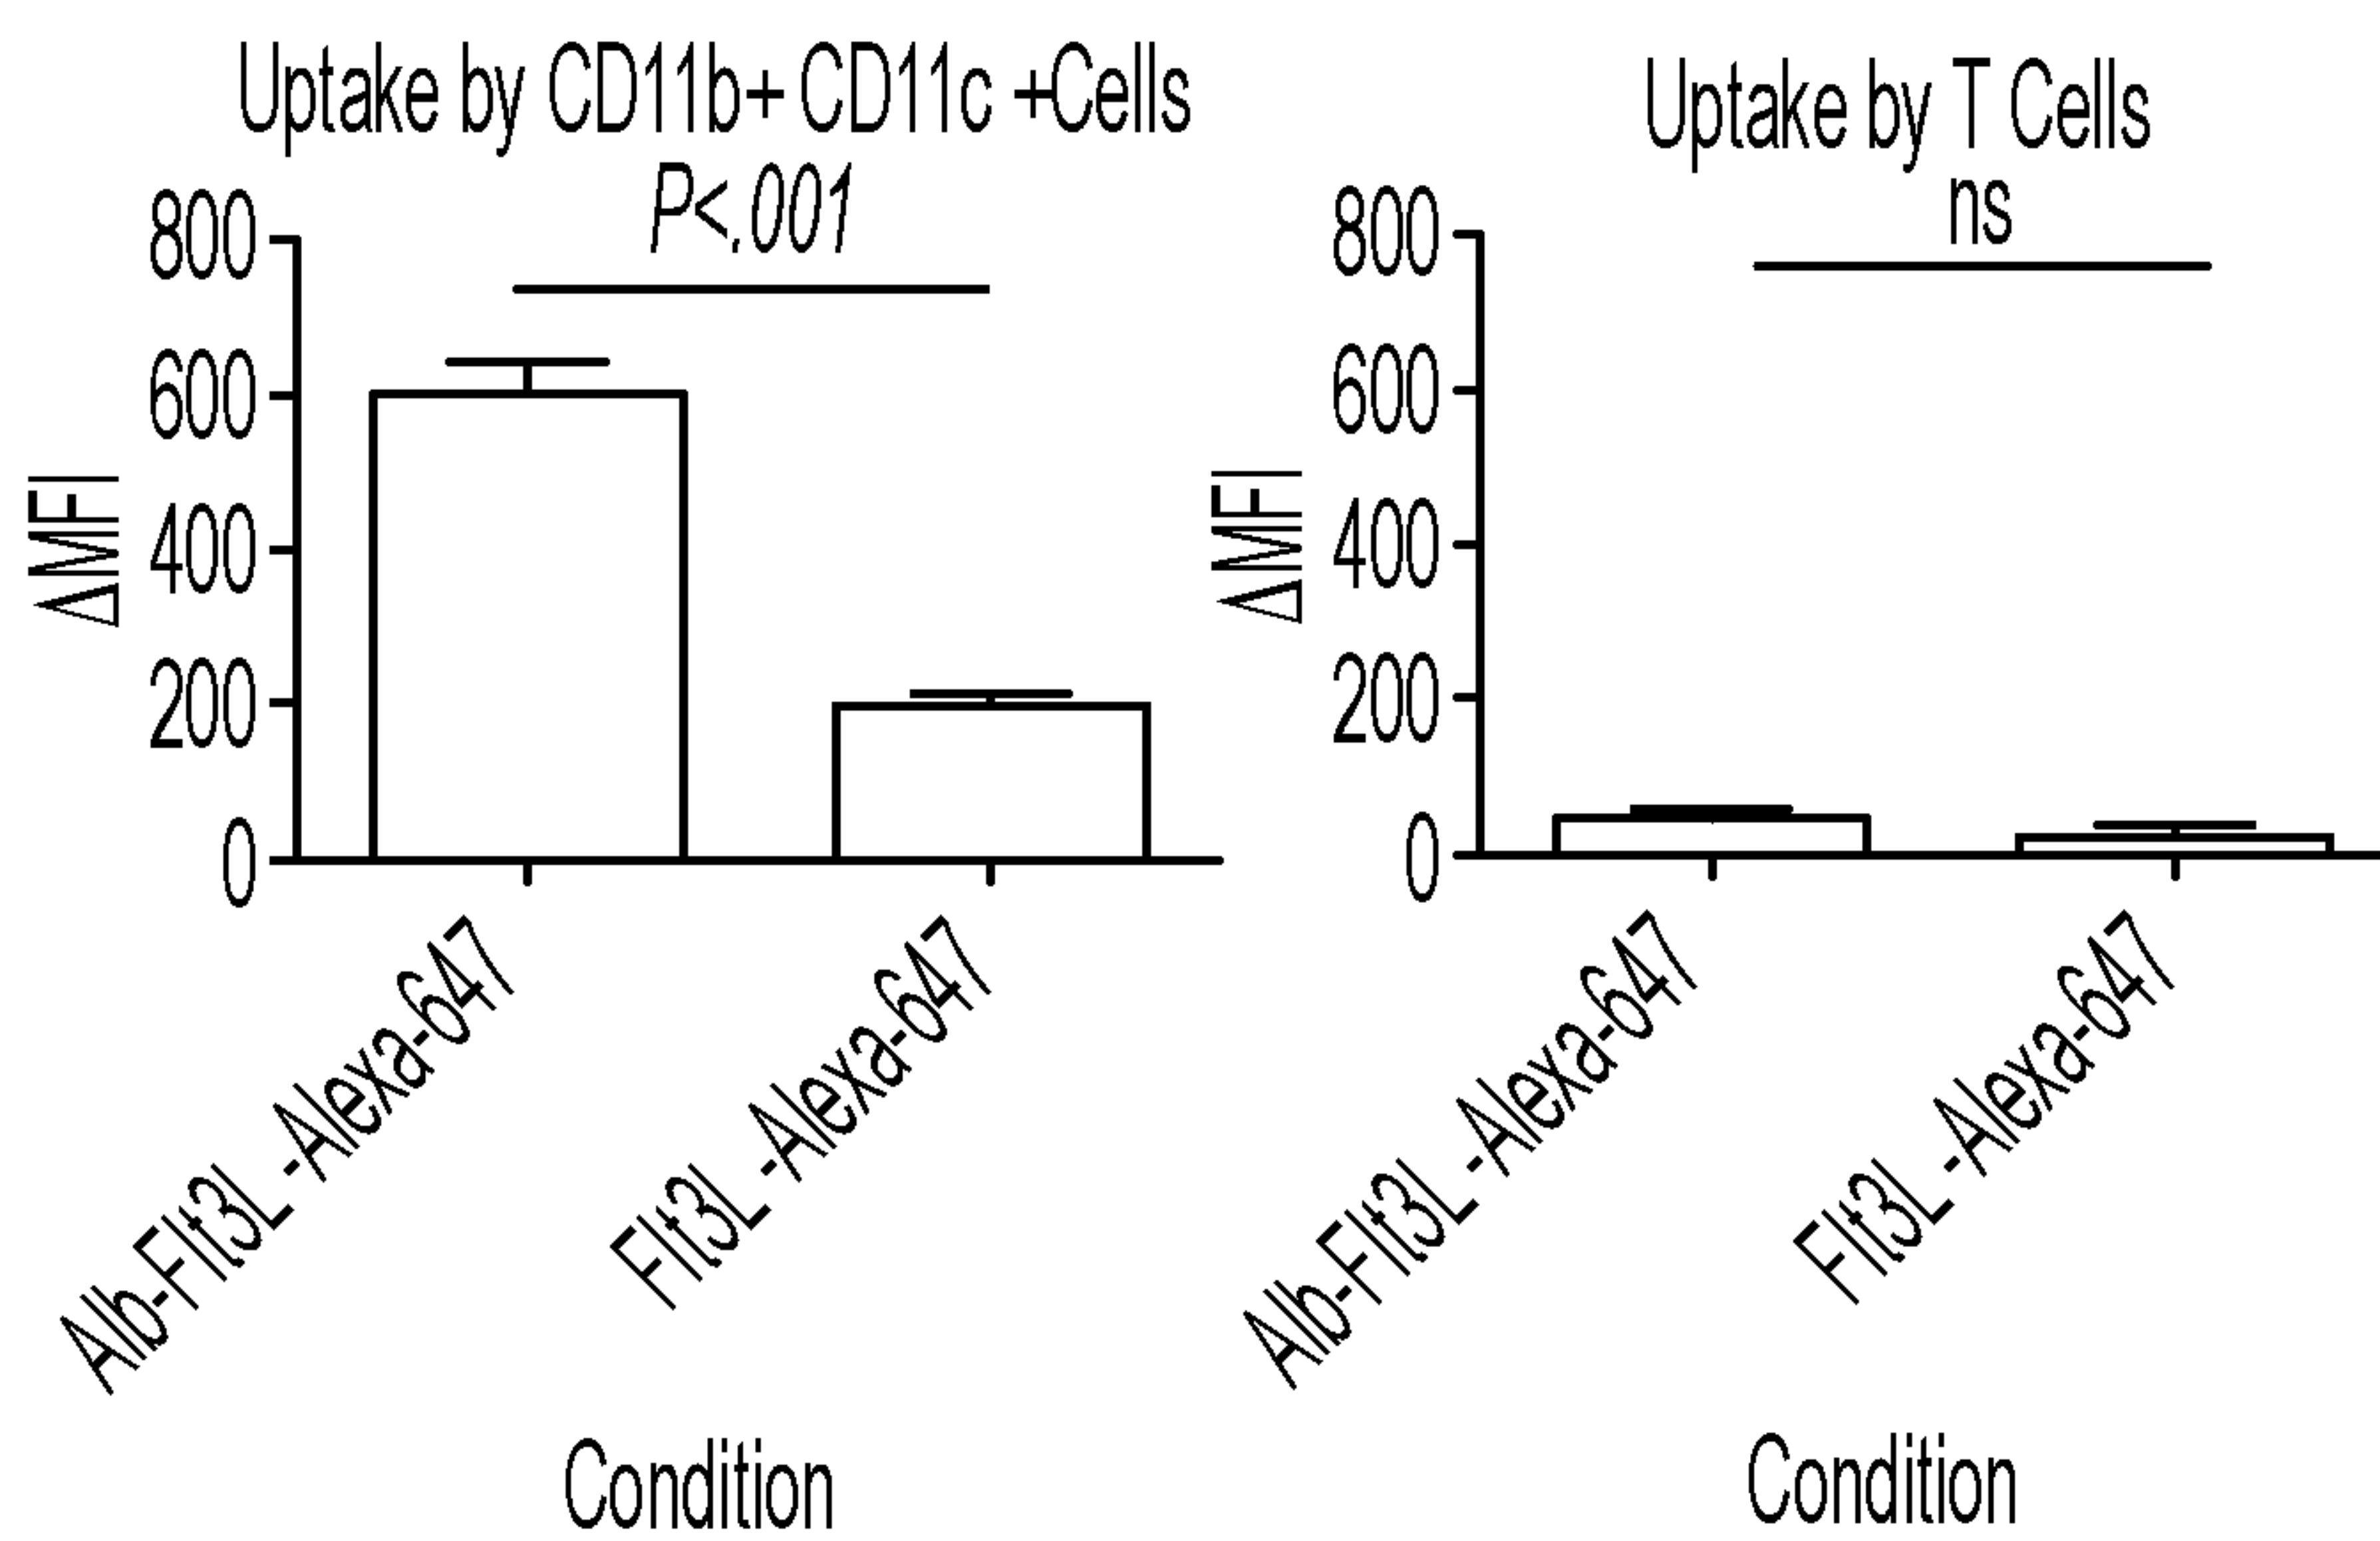 Uptake by CD11b+ CD11c +Cells
P<.001
800
600
400
200
0
ΔMFI
Alb-Flt3L -Alexa-647
Flt3L -Alexa-647
Condition
Uptake by T Cells
ns
800
600
400
200
0
ΔMFI
Alb-Flt3L -Alexa-647
Flt3L -Alexa-647
Condition